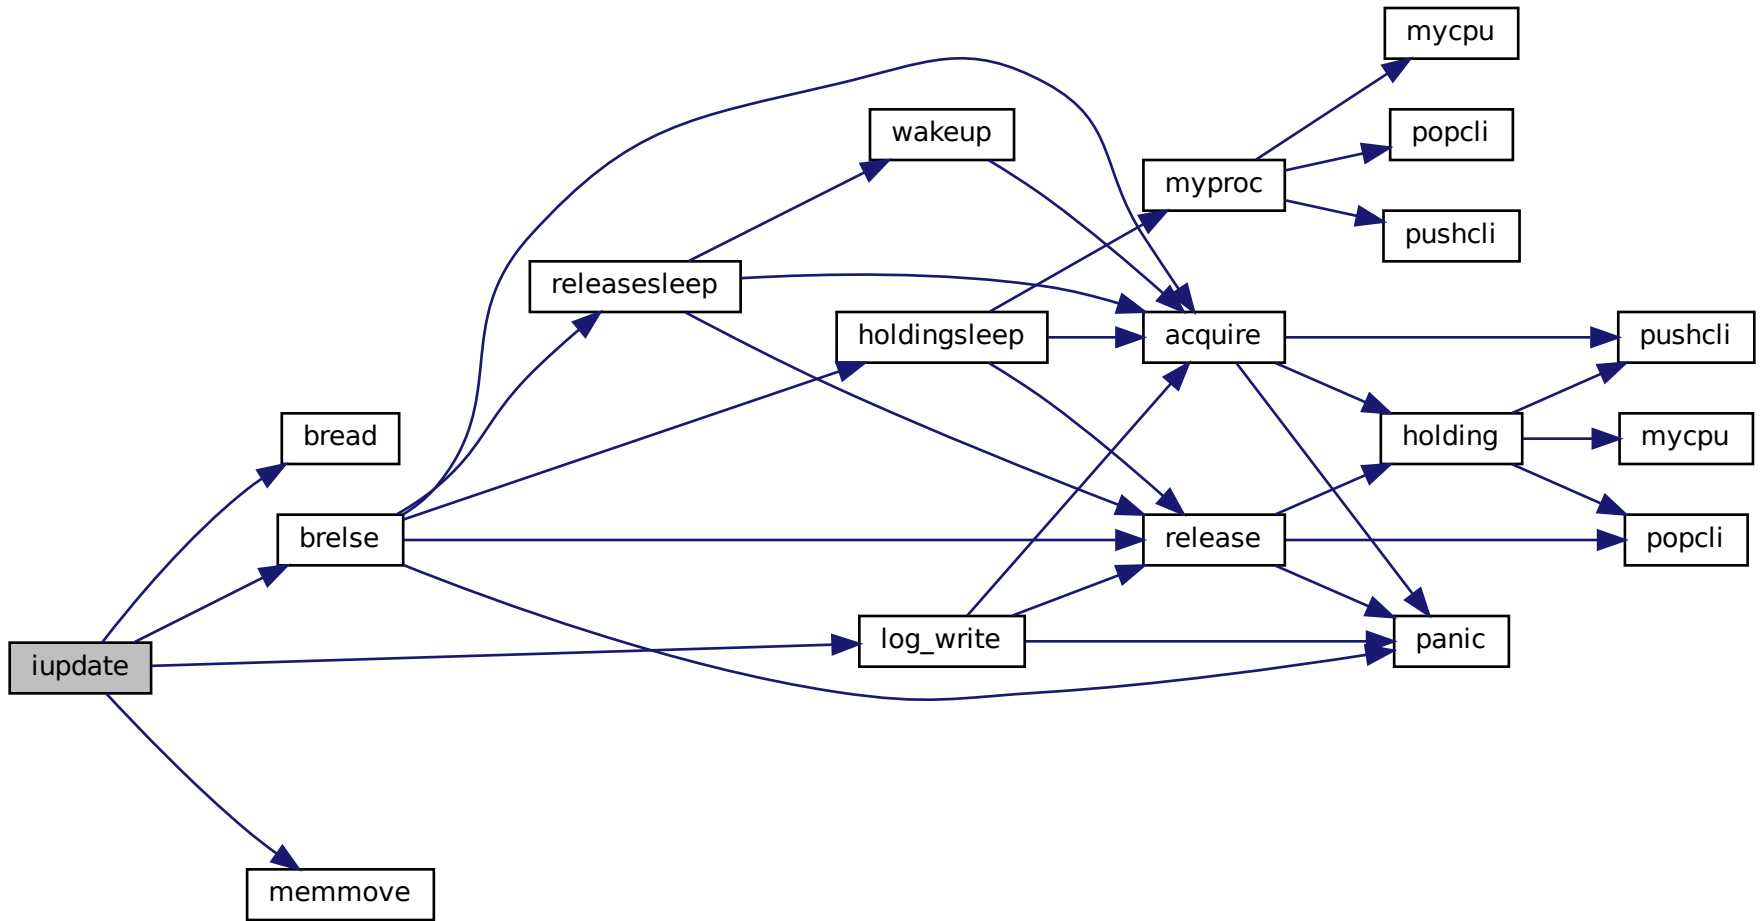 mycpu
wakeup
popcli
myproc
pushcli
releasesleep
holdingsleep
acquire
pushcli
bread
holding
mycpu
brelse
release
popcli
log_write
panic
iupdate
memmove